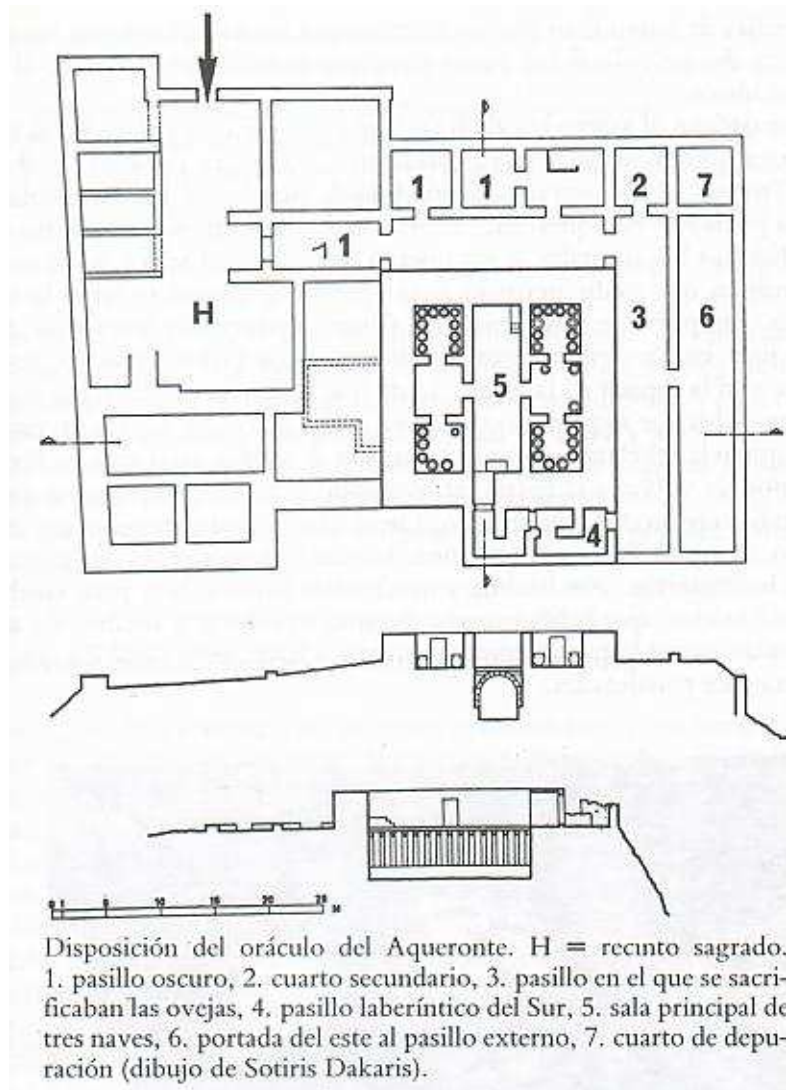 1
1
2
7
1
H
3
6
5
4
0 1 5 10 15 20 25 M
Disposición del oráculo del Aqueronte. H = recinto sagrado.
1. pasillo oscuro, 2. cuarto secundario, 3. pasillo en el que se sacri-
ficaban las ovejas, 4. pasillo laberíntico del Sur, 5. sala principal de
tres naves, 6. portada del este al pasillo externo, 7. cuarto de depu-
ración (dibujo de Sotiris Dakaris).